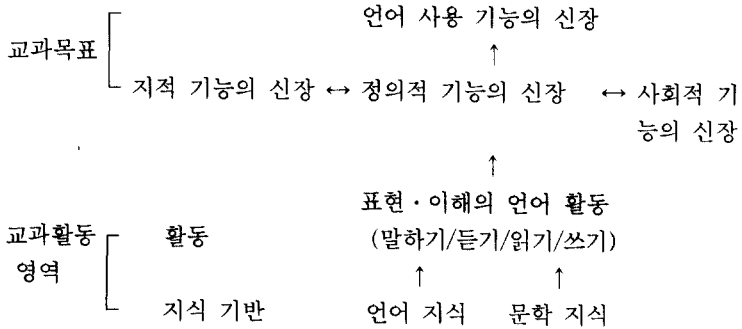 언어 사용 기능의 신장
교과목표
↑
지적 기능의 신장 ↔ 정의적 기능의 신장 ↔ 사회적 기
능의 신장
↑
표현·이해의 언어 활동
교과활동 활동 (말하기/듣기/읽기/쓰기)
영역
↑ ↑
지식 기반 언어 지식 문학 지식